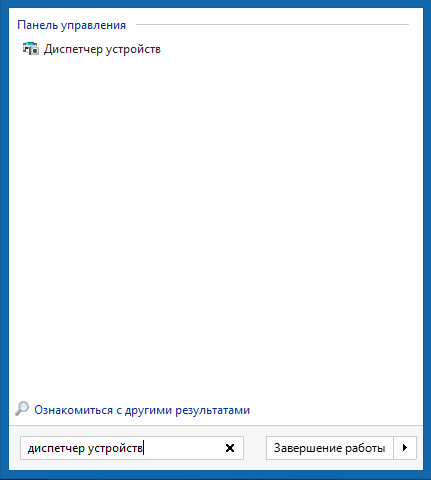 Панель управления
Диспетчер устройств
Ознакомиться с другими результатами
диспетчер устройств
Завершение работы